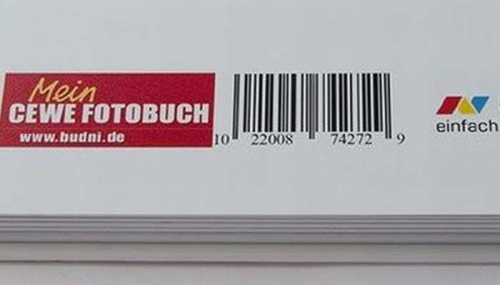 Mein
CEWE FOTOBUCH
www.budni.de
10 22008 74272 9
einfach